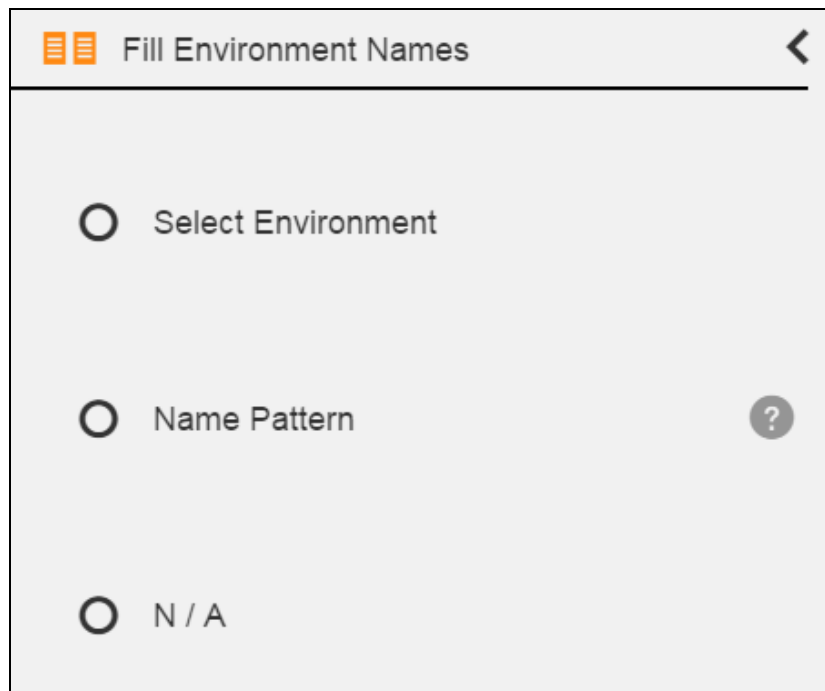 Fill Environment Names
Select Environment
Name Pattern ?
N / A